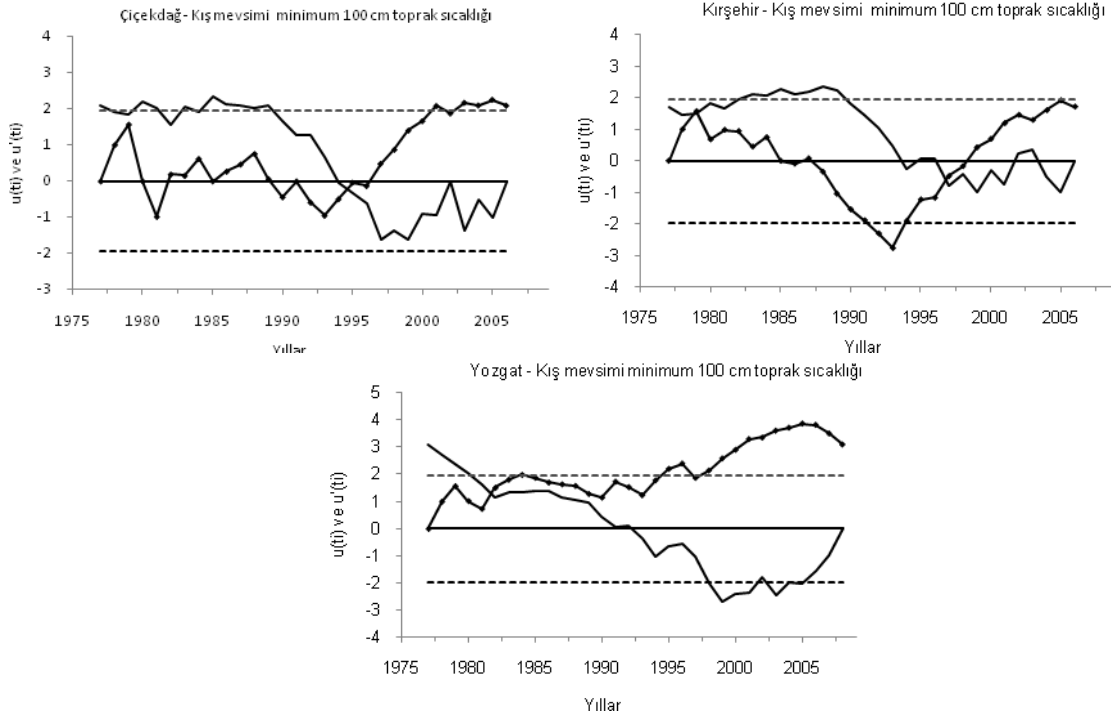 Çiçekdağ- Kış mevsimi minimum 100 cm toprak sıcaklığı
4
3
2
1
0
-1
-2
-3
u(ti) ve u'(ti)
1975 1980 1985 1990 1995 2000 2005
Yıllar
Kırşehir - Kış mevsimi minimum 100 cm toprak sıcaklığı
4
3
2
1
0
-1
-2
-3
-4
u(ti) ve u'(ti)
1975 1980 1985 1990 1995 2000 2005
Yıllar
Yozgat - Kış mevsimi minimum 100 cm toprak sıcaklığı
5
4
3
2
1
0
-1
-2
-3
-4
u(ti) ve u'(ti)
1975 1980 1985 1990 1995 2000 2005
Yıllar